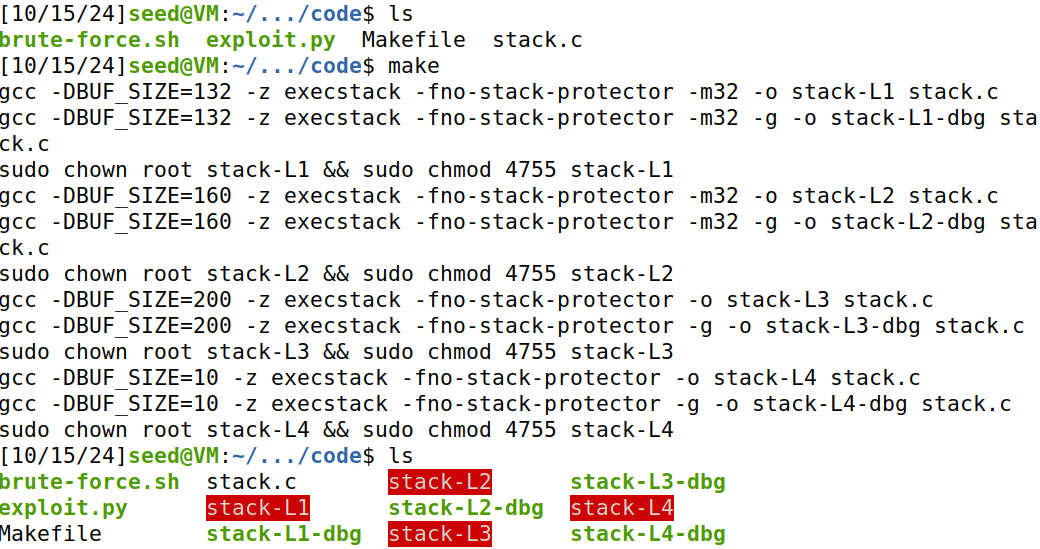 [10/15/24]seed@VM:~/.../code$ ls
brute-force.sh  exploit.py  Makefile  stack.c
[10/15/24]seed@VM:~/.../code$ make
gcc -DBUF_SIZE=132 -z execstack -fno-stack-protector -m32 -o stack-L1 stack.c
gcc -DBUF_SIZE=132 -z execstack -fno-stack-protector -m32 -g -o stack-L1-dbg sta
ck.c
sudo chown root stack-L1 && sudo chmod 4755 stack-L1
gcc -DBUF_SIZE=160 -z execstack -fno-stack-protector -m32 -o stack-L2 stack.c
gcc -DBUF_SIZE=160 -z execstack -fno-stack-protector -m32 -g -o stack-L2-dbg sta
ck.c
sudo chown root stack-L2 && sudo chmod 4755 stack-L2
gcc -DBUF_SIZE=200 -z execstack -fno-stack-protector -o stack-L3 stack.c
gcc -DBUF_SIZE=200 -z execstack -fno-stack-protector -g -o stack-L3-dbg stack.c
sudo chown root stack-L3 && sudo chmod 4755 stack-L3
gcc -DBUF_SIZE=10 -z execstack -fno-stack-protector -o stack-L4 stack.c
gcc -DBUF_SIZE=10 -z execstack -fno-stack-protector -g -o stack-L4-dbg stack.c
sudo chown root stack-L4 && sudo chmod 4755 stack-L4
[10/15/24]seed@VM:~/.../code$ ls
brute-force.sh  stack.c       stack-L2      stack-L3-dbg
exploit.py      stack-L1      stack-L2-dbg  stack-L4
Makefile        stack-L1-dbg  stack-L3      stack-L4-dbg